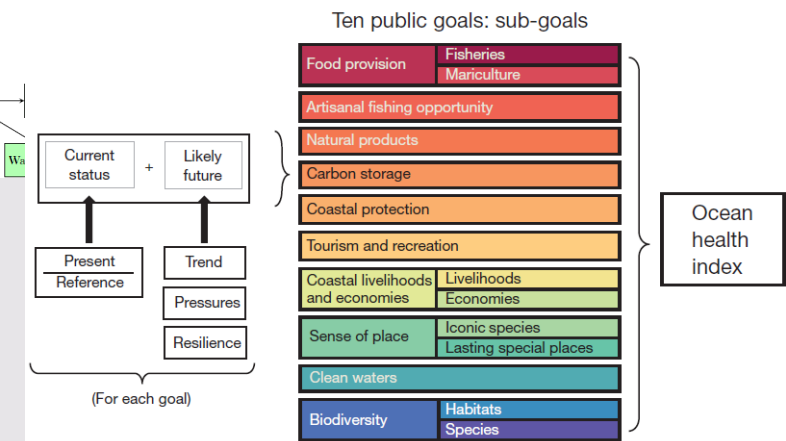 Ten public goals: sub-goals
Wa
Current
status
+
Likely
future
Present
Reference
Trend
Pressures
Resilience
(For each goal)
Food provision
Fisheries
Mariculture
Artisanal fishing opportunity
Natural products
Carbon storage
Coastal protection
Tourism and recreation
Coastal livelihoods
and economies
Livelihoods
Economies
Sense of place
Iconic species
Lasting special places
Clean waters
Biodiversity
Habitats
Species
Ocean
health
index